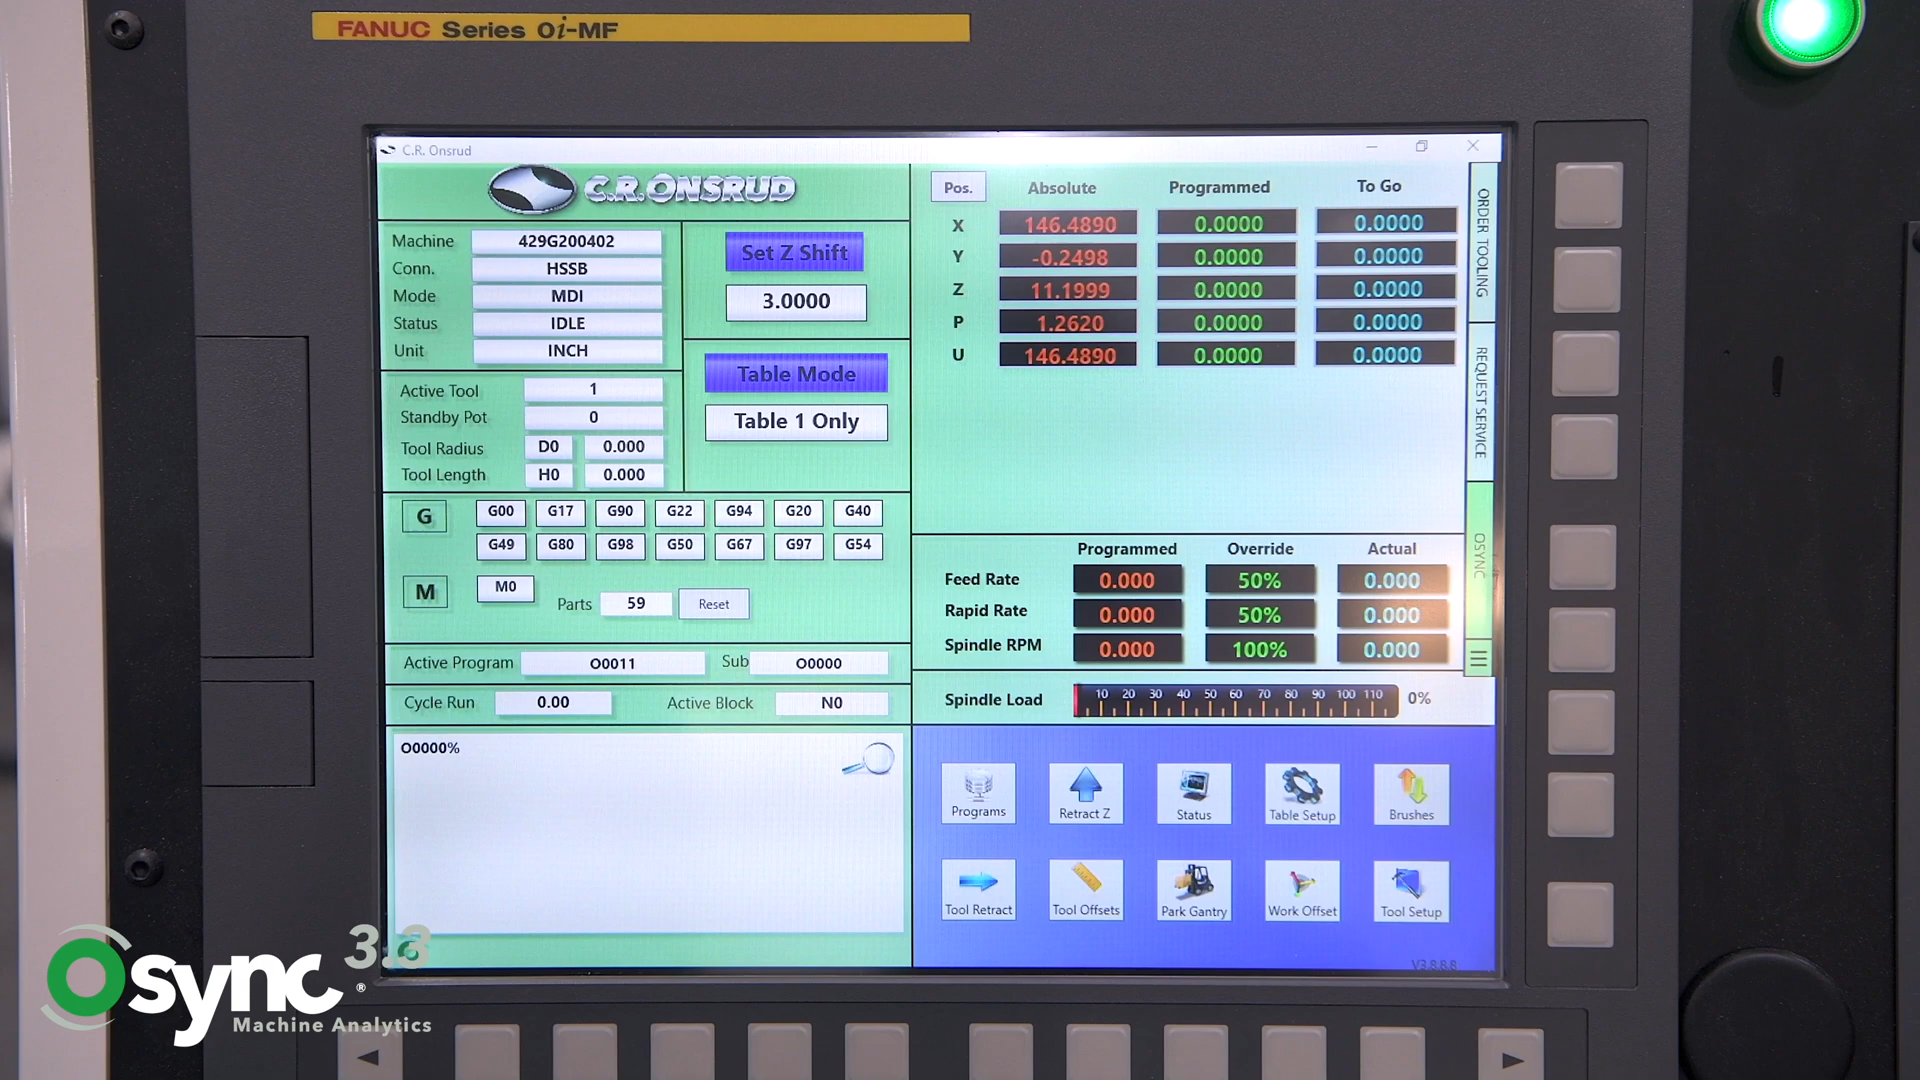 FANUC Series 0i-MF
C.R. Onsrud
C.R.ONSRUD
Machine 429G200402
Conn. HSSB
Mode MDI
Status IDLE
Unit INCH
Set Z Shift
3.0000
Active Tool 1
Standby Pot 0
Tool Radius D0 0.000
Tool Length H0 0.000
Table Mode
Table 1 Only
G G00 G17 G90 G22 G94 G20 G40
G49 G80 G98 G50 G67 G97 G54
M M0 Parts 59 Reset
Active Program O0011 Sub O0000
Cycle Run 0.00 Active Block N0
O0000%
Pos. Absolute Programmed To Go
X 146.4890 0.0000 0.0000
Y -0.2498 0.0000 0.0000
Z 11.1999 0.0000 0.0000
P 1.2620 0.0000 0.0000
U 146.4890 0.0000 0.0000
Programmed Override Actual
Feed Rate 0.000 50% 0.000
Rapid Rate 0.000 50% 0.000
Spindle RPM 0.000 100% 0.000
Spindle Load 10 20 30 40 50 60 70 80 90 100 110 0%
Programs Retract Z Status Table Setup Brushes
Tool Retract Tool Offsets Park Gantry Work Offset Tool Setup
V3.8.8.8
ORDER TOOLING
REQUEST SERVICE
OSYNC
Osync® 3.3
Machine Analytics